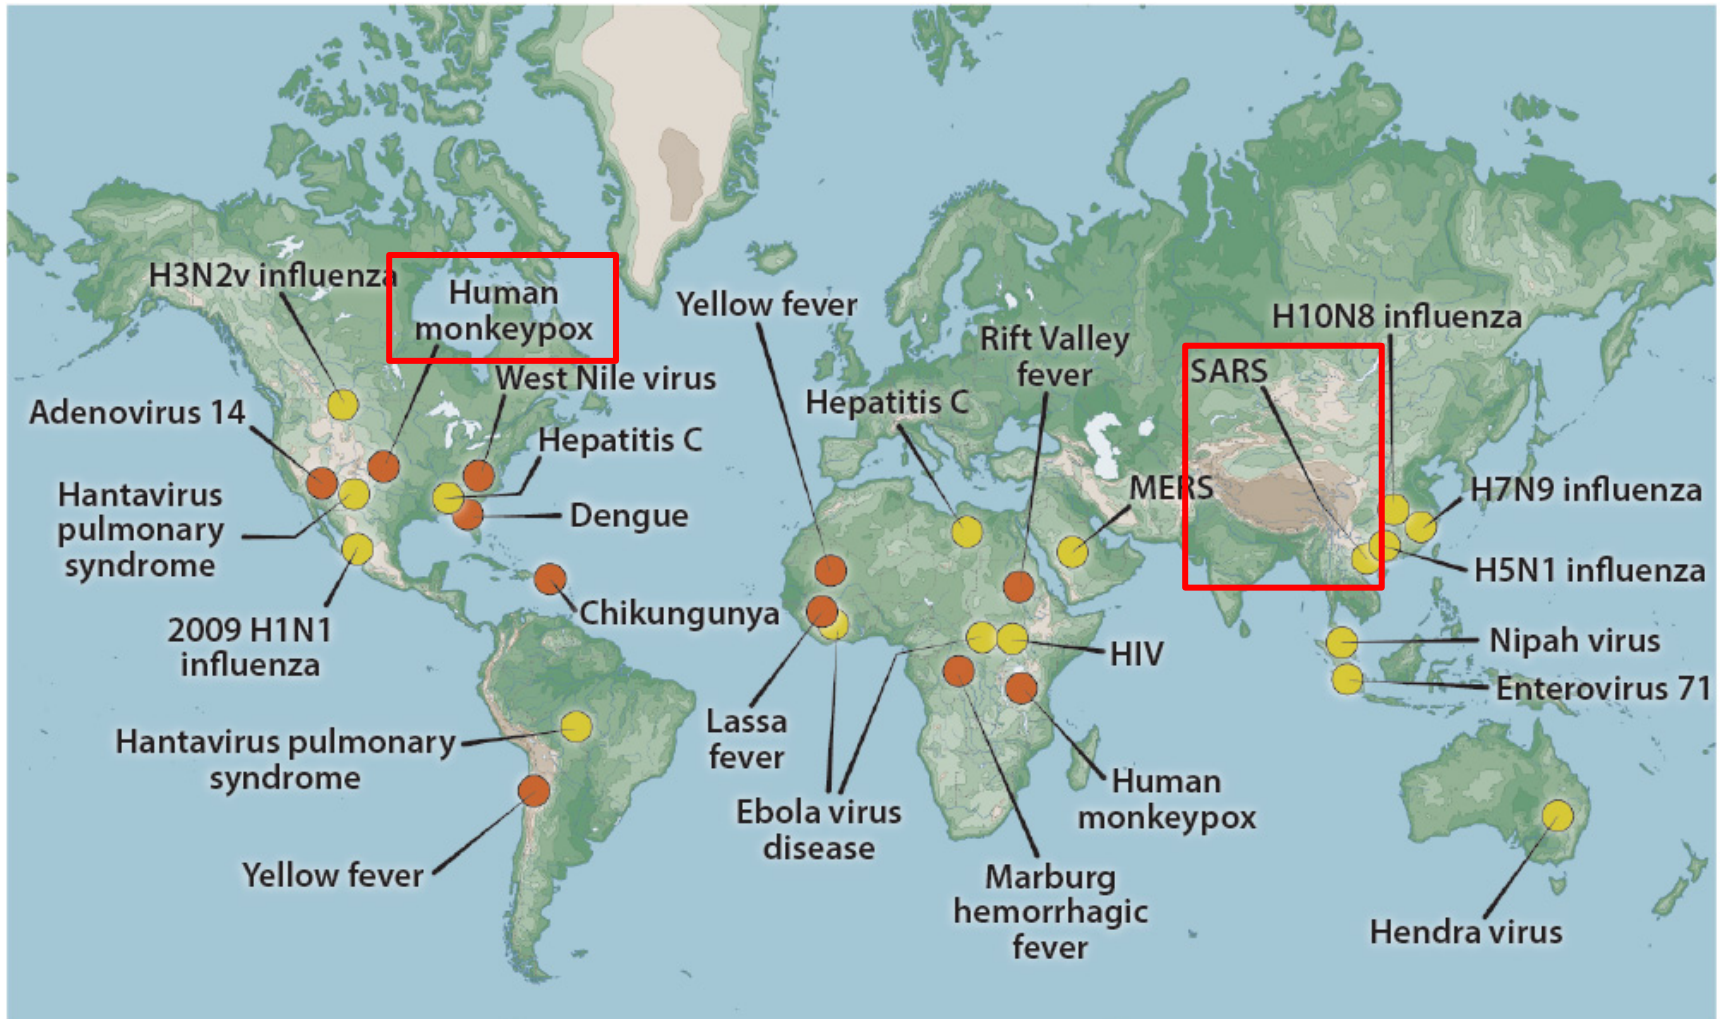 H3N2v influenza
Human
monkeypox
West Nile virus
Adenovirus 14
Hepatitis C
Hantavirus
pulmonary
syndrome
Dengue
Chikungunya
2009 H1N1
influenza
Hantavirus pulmonary
syndrome
Yellow fever
Yellow fever
Hepatitis C
Rift Valley
fever
MERS
HIV
Lassa
fever
Ebola virus
disease
Human
monkeypox
Marburg
hemorrhagic
fever
H10N8 influenza
SARS
H7N9 influenza
H5N1 influenza
Nipah virus
Enterovirus 71
Hendra virus